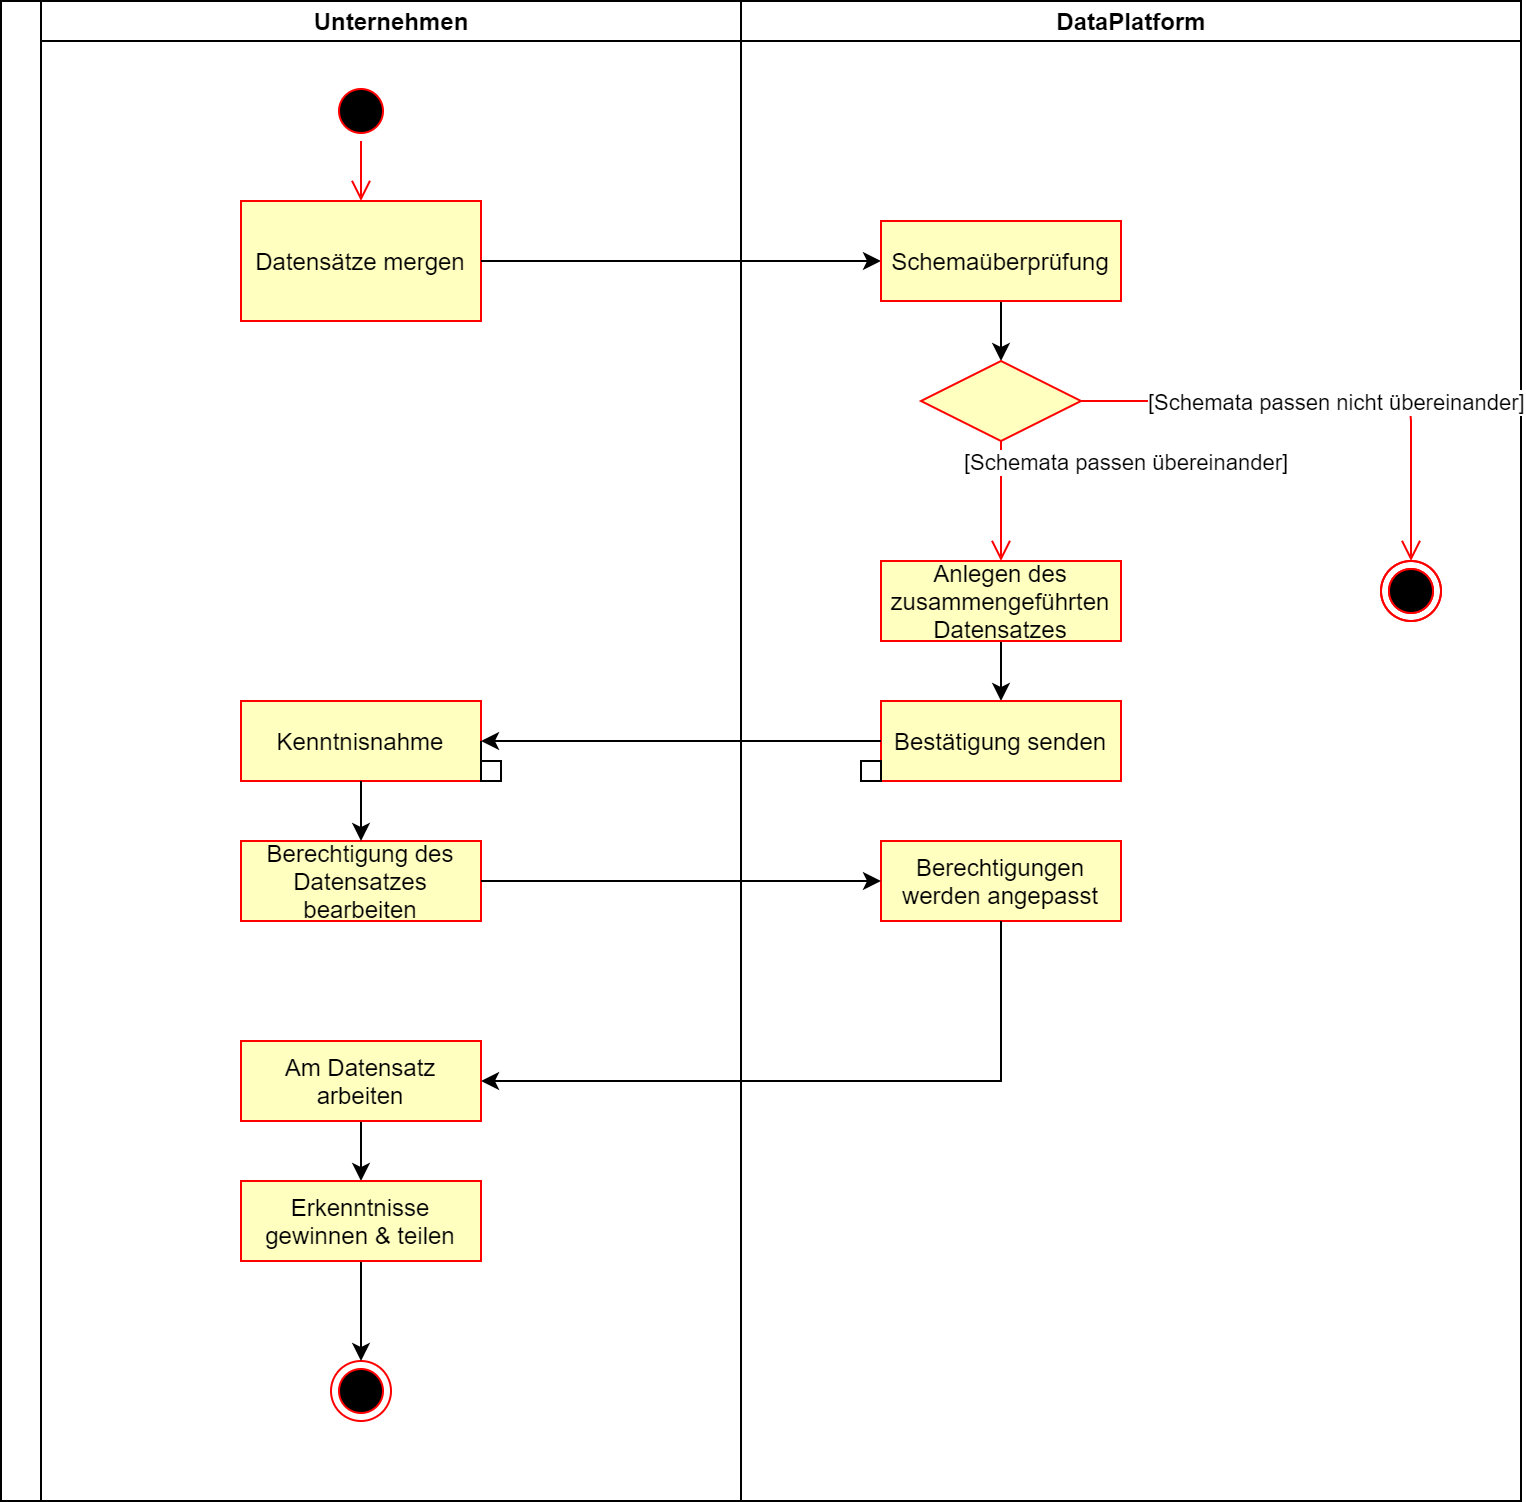 Unternehmen
DataPlatform
Datensätze mergen
Schemaüberprüfung
[Schemata passen nicht übereinander]
[Schemata passen übereinander]
Anlegen des
zusammengeführten
Datensatzes
Kenntnisnahme
Bestätigung senden
Berechtigung des
Datensatzes
bearbeiten
Berechtigungen
werden angepasst
Am Datensatz
arbeiten
Erkenntnisse
gewinnen & teilen